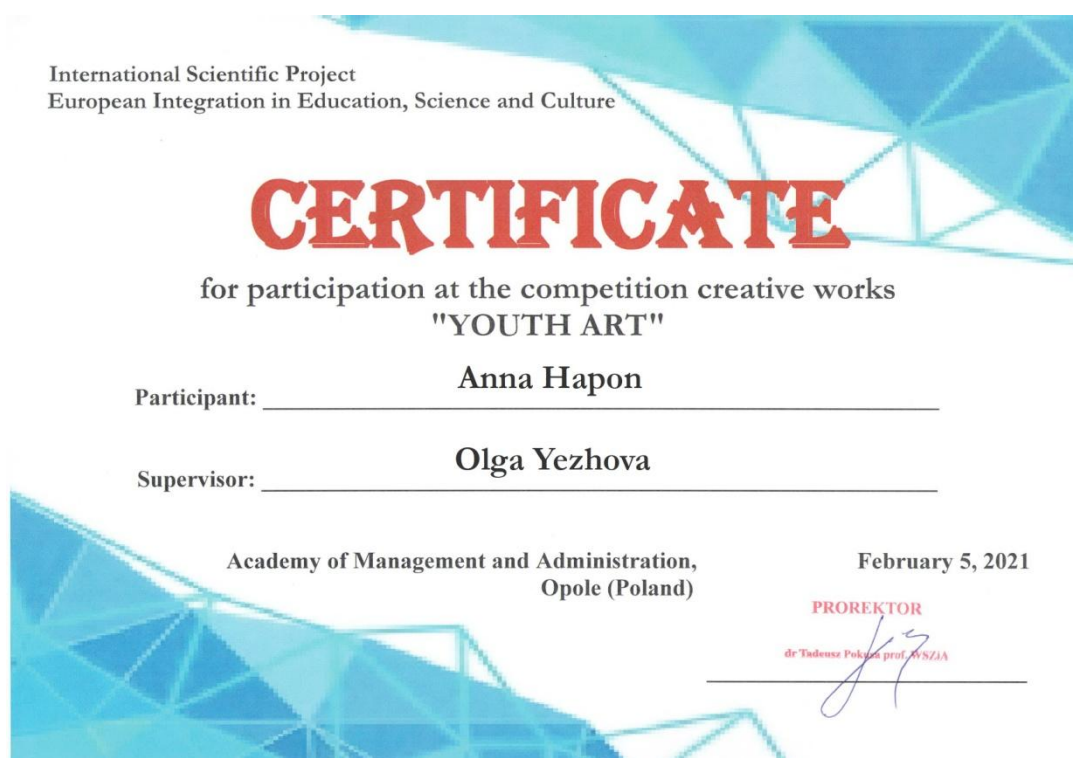 International Scientific Project
European Integration in Education, Science and Culture
CERTIFICATE
for participation at the competition creative works
"YOUTH ART"
Anna Hapon
Participant:
Olga Yezhova
Supervisor:
Academy of Management and Administration,
Opole (Poland)
February 5, 2021
PROREKTOR
dr Tadeusz Pokusa prof. WSZiA